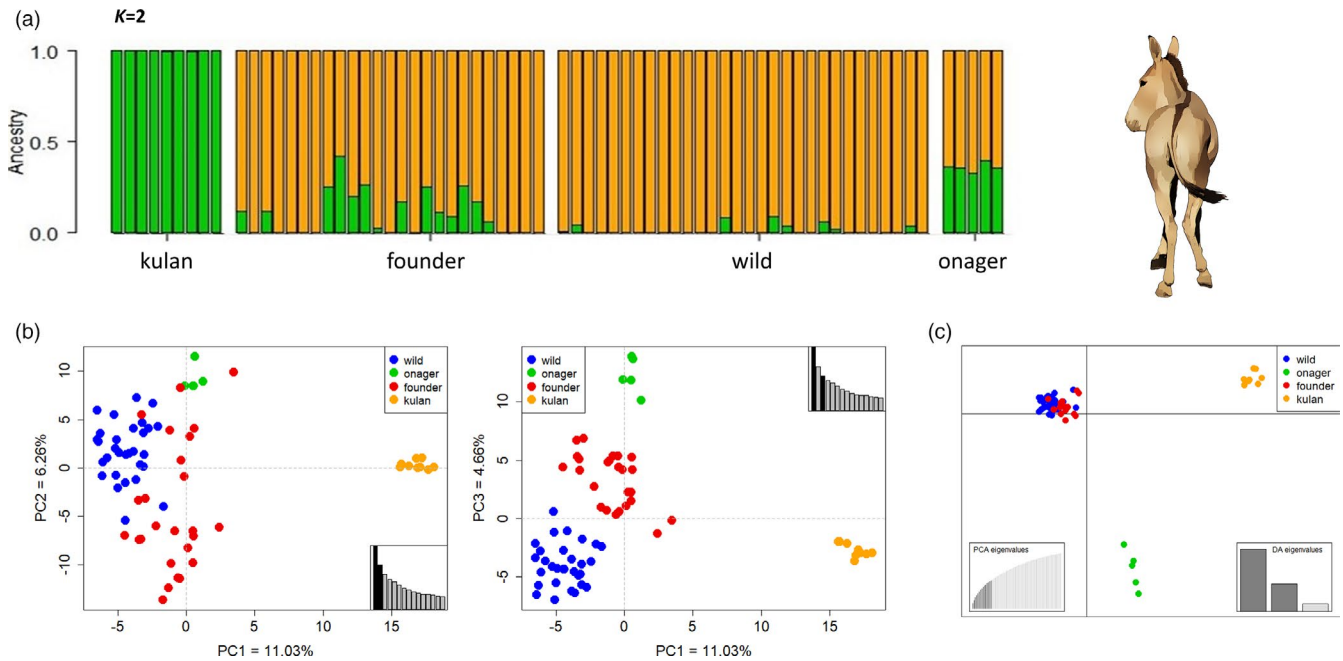 (a)
K=2
1.0
0.5
0.0
Ancestry
kulan
founder
wild
onager
(b)
PC2 = 6.26%
10
5
0
-5
-10
-5
0
5
10
15
PC1 = 11.03%
wild
onager
founder
kulan
PC3 = 4.66%
10
5
0
-5
-5
0
5
10
15
PC1 = 11.03%
wild
onager
founder
kulan
(c)
wild
onager
founder
kulan
PCA eigenvalues
DA eigenvalues